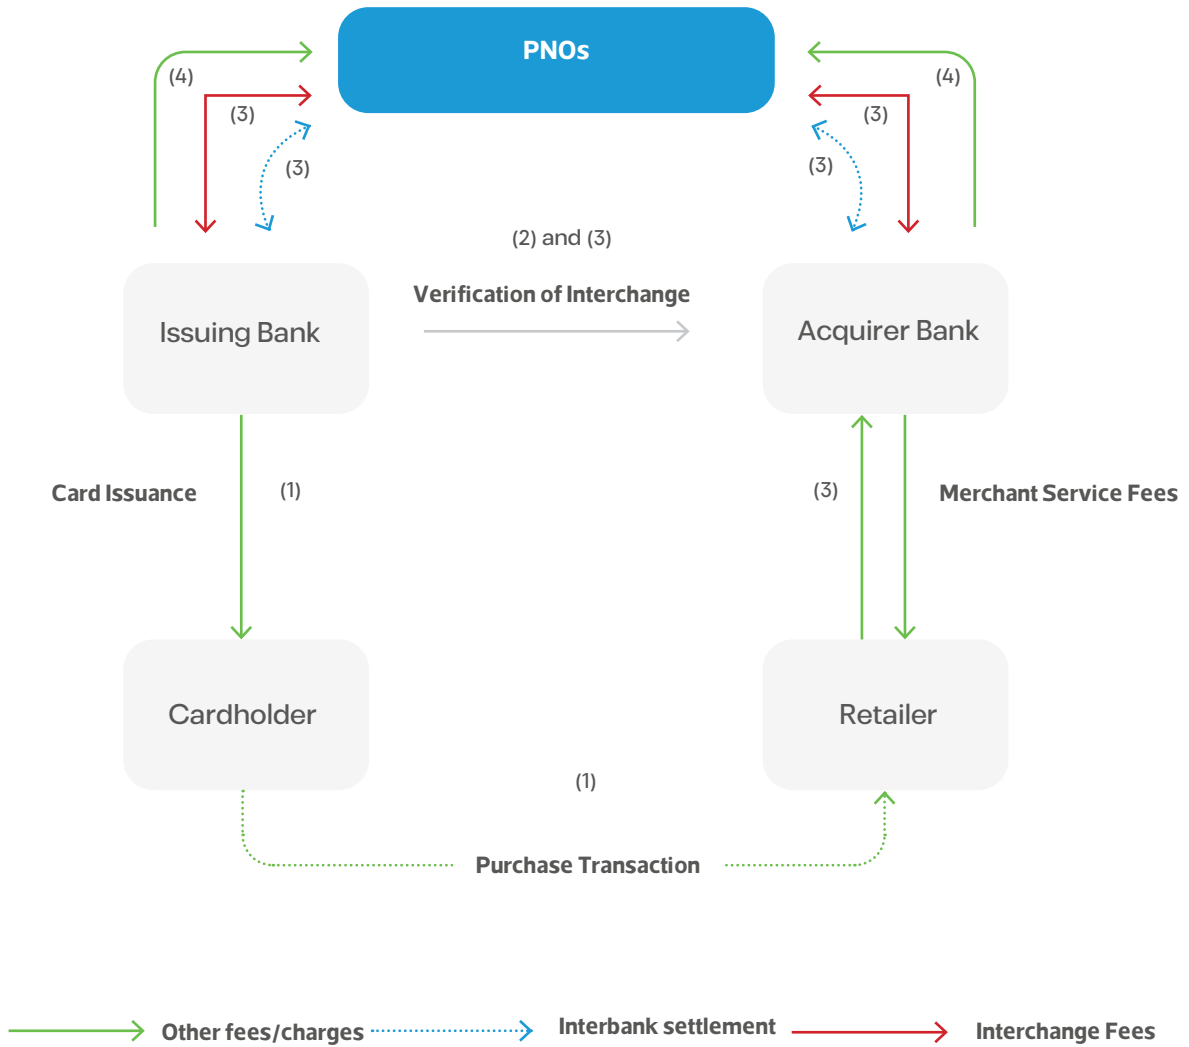 PNOs
(4)
(4)
(3)
(3)
(3)
(3)
(2) and (3)
Verification of Interchange
Issuing Bank
Acquirer Bank
Card Issuance
(1)
(3)
Merchant Service Fees
Cardholder
Retailer
(1)
Purchase Transaction
Other fees/charges
Interbank settlement
Interchange Fees